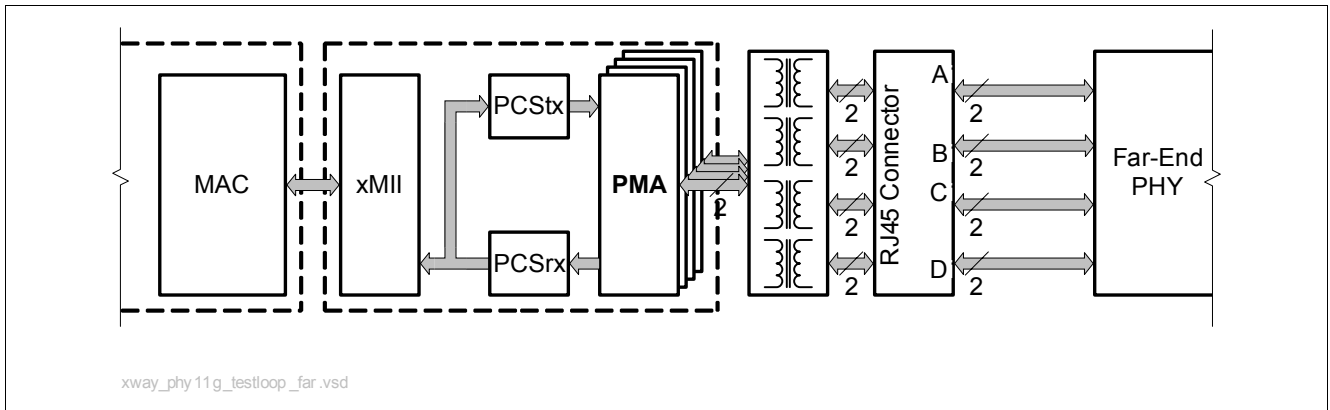 MAC
xMII
PCStx
PCSrx
PMA
2
2
2
2
2
RJ45 Connector
A
B
C
D
2
2
2
2
Far-End
PHY
xway_phy11g_testloop_far.vsd